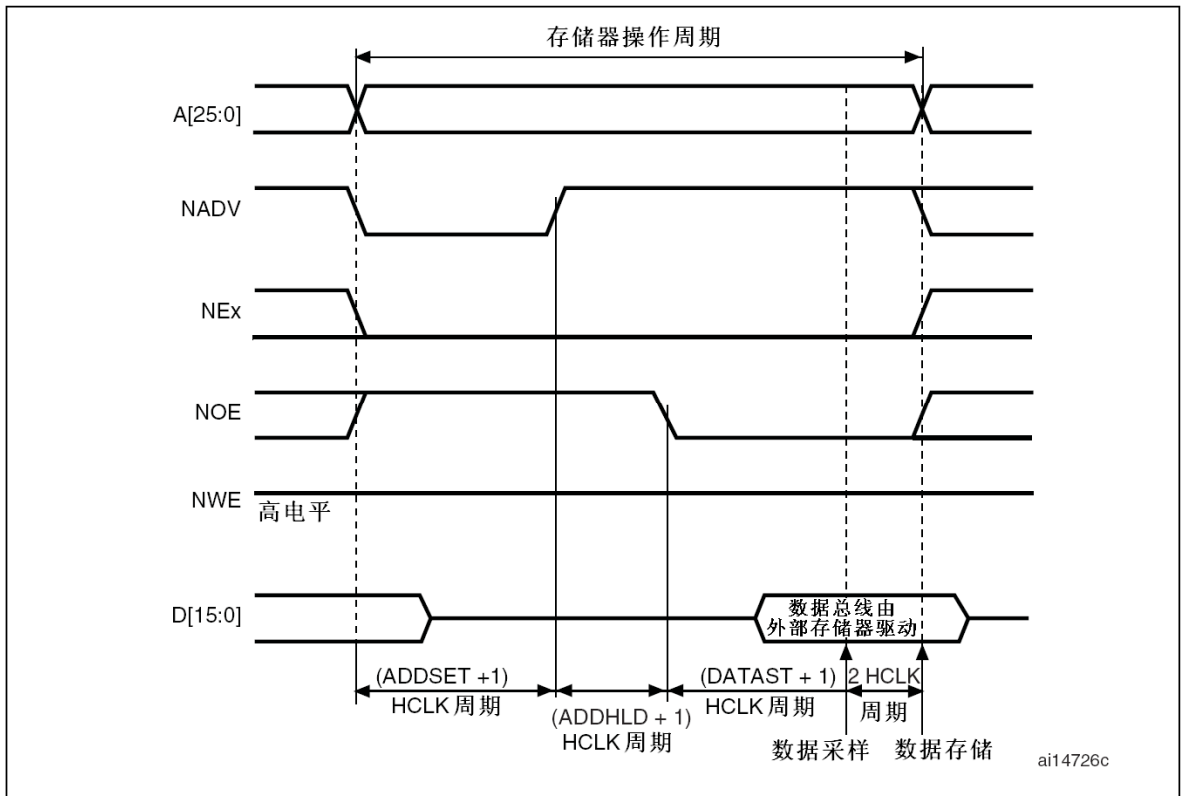 存储器操作周期
A[25:0]
NADV
NEx
NOE
NWE
高电平
D[15:0]
数据总线由
外部存储器驱动
(ADDSET +1)
HCLK 周期
(ADDHLD + 1)
HCLK 周期
(DATAST + 1)
HCLK 周期
2 HCLK
周期
数据采样
数据存储
ai14726c